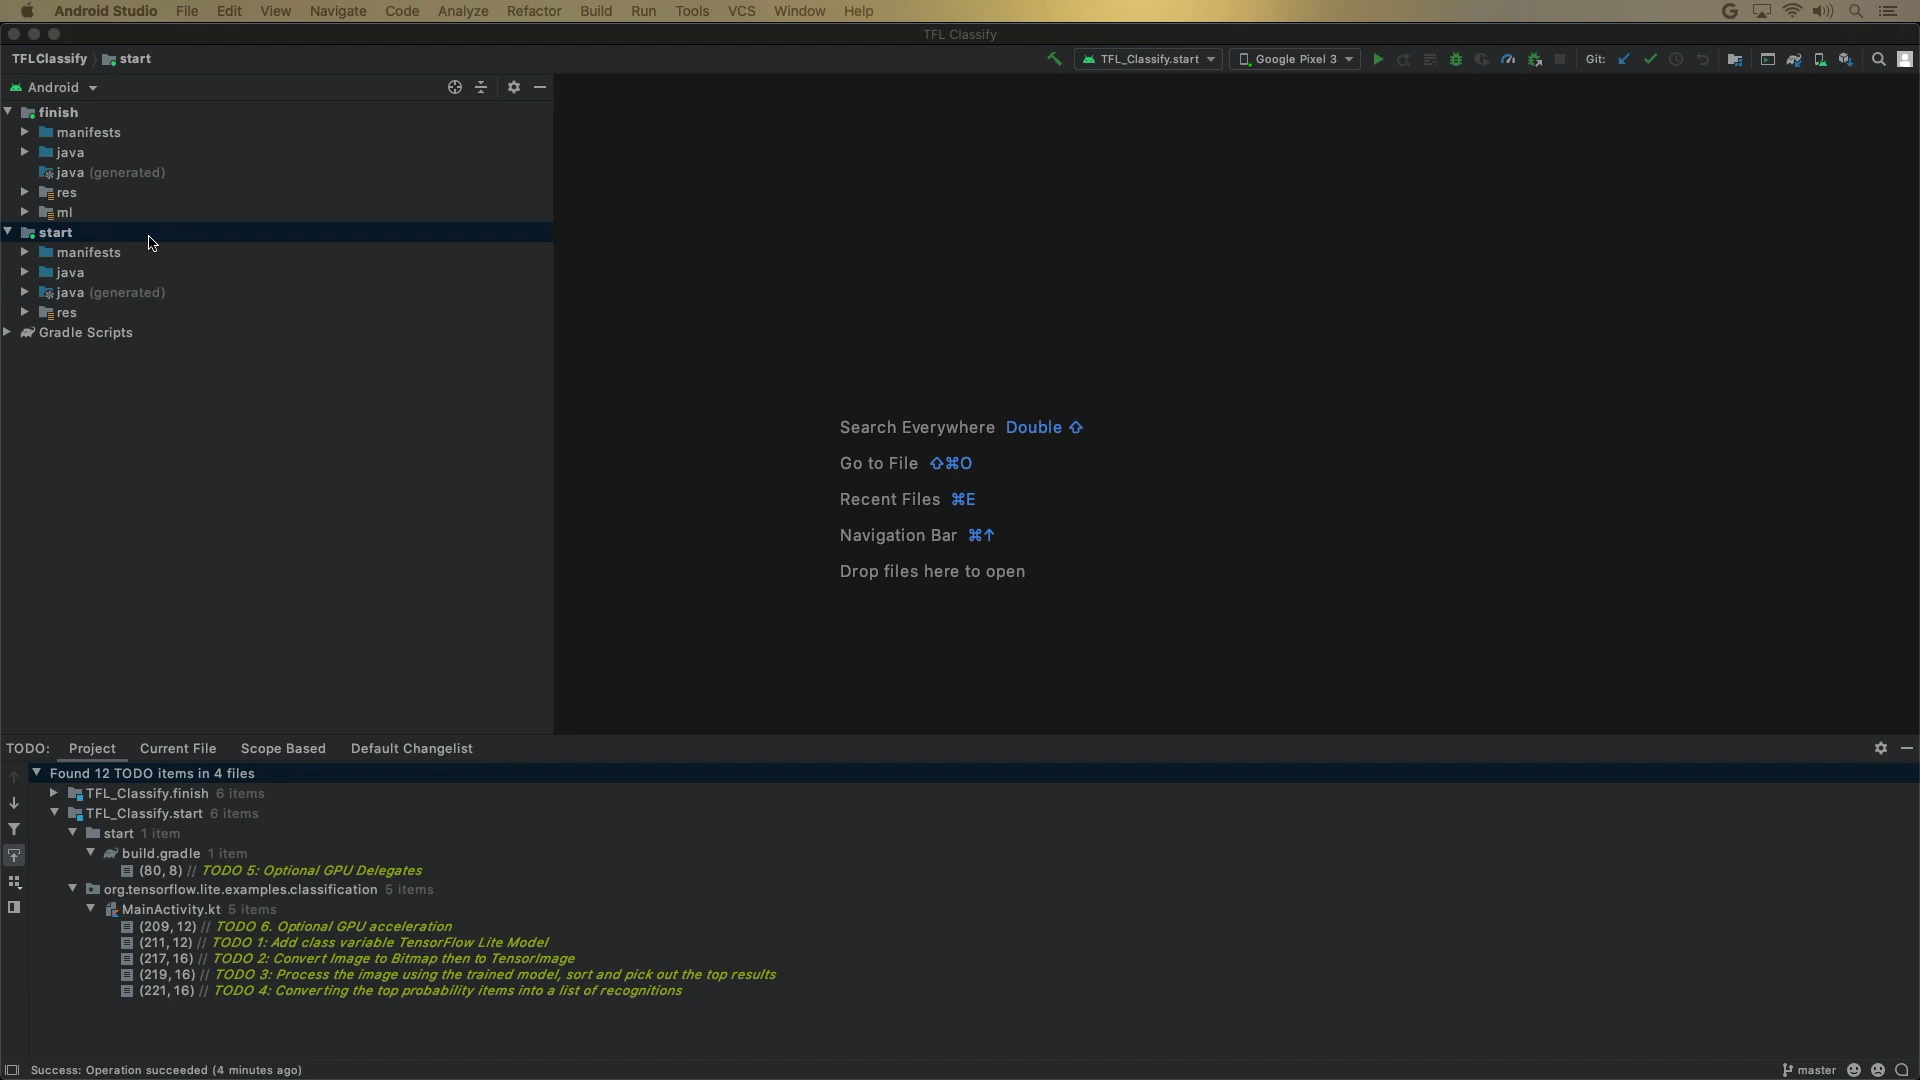 Android Studio File Edit View Navigate Code Analyze Refactor Build Run Tools VCS Window Help
TFL Classify
TFLClassify start TFL_Classify.start Google Pixel 3 Git:
Android
finish
manifests
java
java (generated)
res
ml
start
manifests
java
java (generated)
res
Gradle Scripts
Search Everywhere Double ⇧
Go to File ⇧⌘O
Recent Files ⌘E
Navigation Bar ⌘↑
Drop files here to open
TODO: Project Current File Scope Based Default Changelist
Found 12 TODO items in 4 files
TFL_Classify.finish 6 items
TFL_Classify.start 6 items
start 1 item
build.gradle 1 item
(80, 8) // TODO 5: Optional GPU Delegates
org.tensorflow.lite.examples.classification 5 items
MainActivity.kt 5 items
(209, 12) // TODO 6. Optional GPU acceleration
(211, 12) // TODO 1: Add class variable TensorFlow Lite Model
(217, 16) // TODO 2: Convert Image to Bitmap then to TensorImage
(219, 16) // TODO 3: Process the image using the trained model, sort and pick out the top results
(221, 16) // TODO 4: Converting the top probability items into a list of recognitions
Success: Operation succeeded (4 minutes ago) master